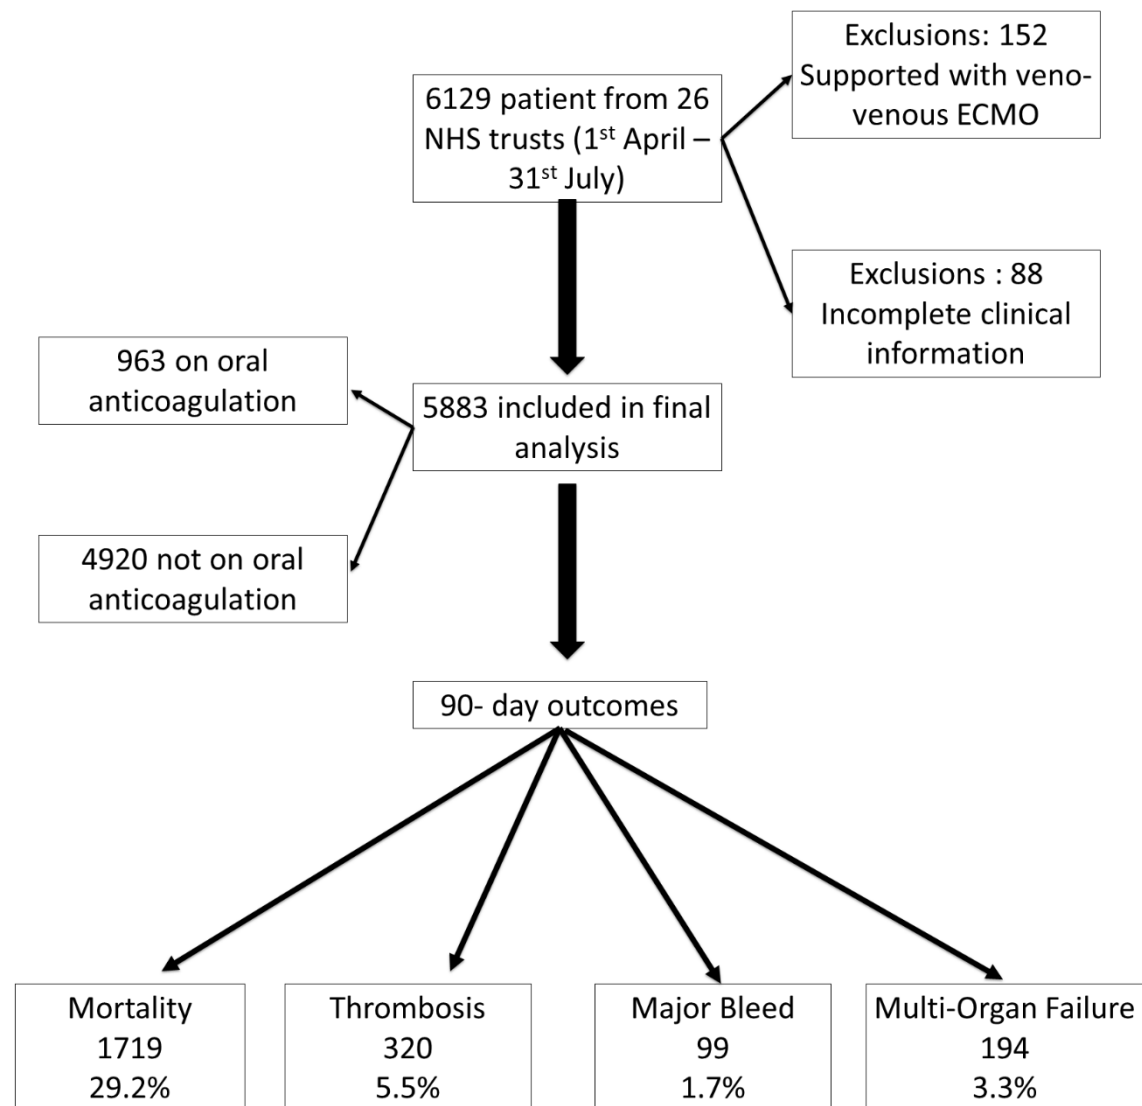 Exclusions: 152
Supported with veno-
venous ECMO
6129 patient from 26
NHS trusts (1st April –
31st July)
Exclusions : 88
Incomplete clinical
information
963 on oral
anticoagulation
5883 included in final
analysis
4920 not on oral
anticoagulation
90- day outcomes
Mortality
1719
29.2%
Thrombosis
320
5.5%
Major Bleed
99
1.7%
Multi-Organ Failure
194
3.3%